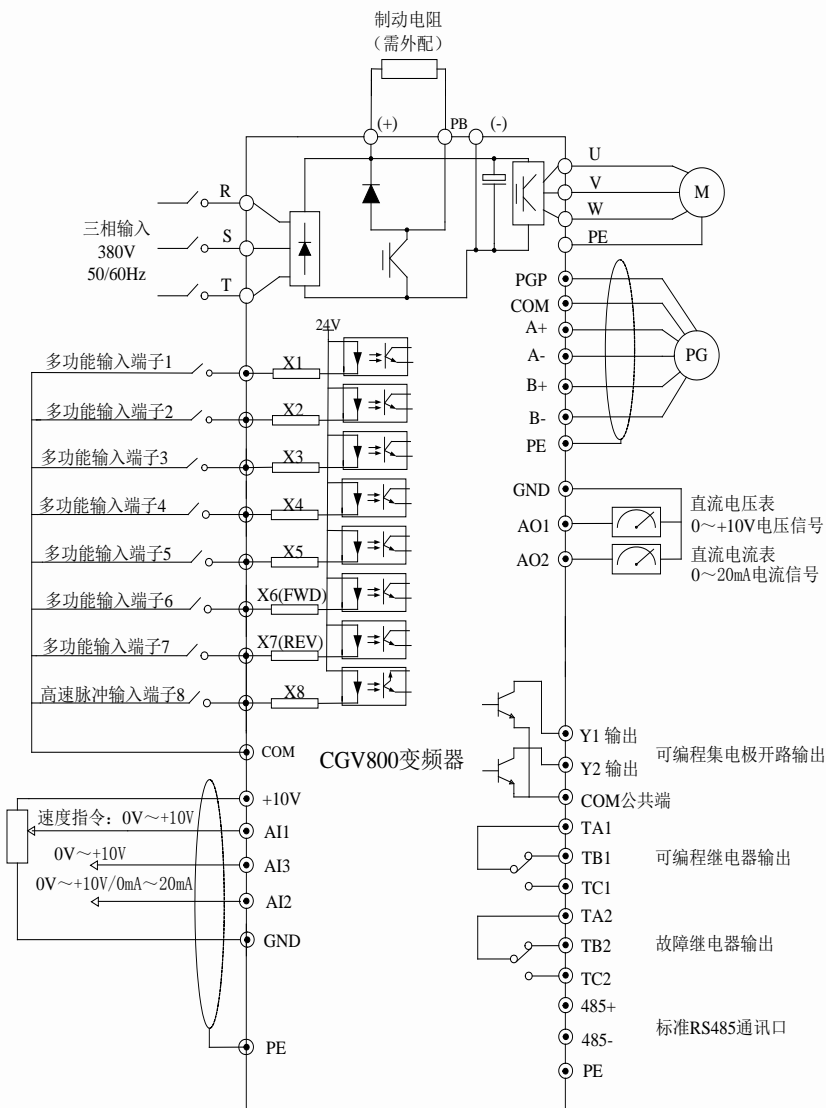 制动电阻
（需外配）
(+)
PB
(-)
R
三相输入
380V
50/60Hz
S
T
U
V
W
PE
M
PGP
COM
A+
A-
B+
B-
PE
PG
24V
多功能输入端子1
X1
多功能输入端子2
X2
多功能输入端子3
X3
多功能输入端子4
X4
多功能输入端子5
X5
多功能输入端子6
X6(FWD)
多功能输入端子7
X7(REV)
高速脉冲输入端子8
X8
COM
GND
AO1
直流电压表
0～+10V电压信号
AO2
直流电流表
0～20mA电流信号
CGV800变频器
Y1 输出
Y2 输出
可编程集电极开路输出
COM公共端
+10V
速度指令：0V～+10V
AI1
0V～+10V
AI3
0V～+10V/0mA～20mA
AI2
GND
PE
TA1
TB1
可编程继电器输出
TC1
TA2
TB2
故障继电器输出
TC2
485+
标准RS485通讯口
485-
PE